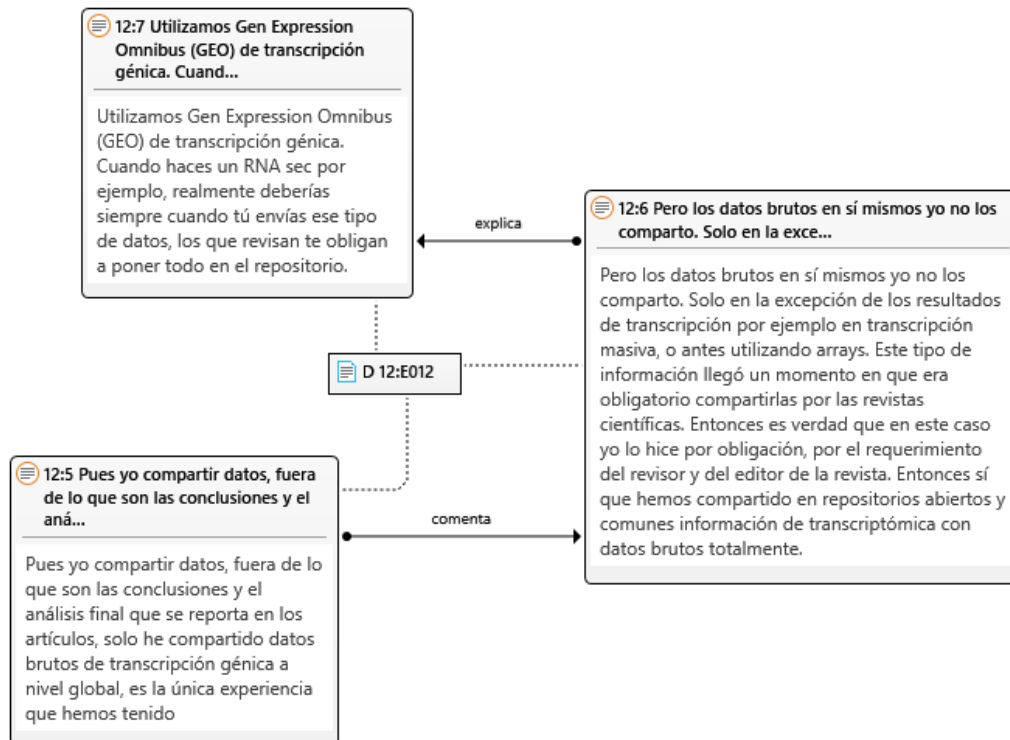 12:7 Utilizamos Gen Expression
Omnibus (GEO) de transcripción
génica. Cuand...
Utilizamos Gen Expression Omnibus
(GEO) de transcripción génica.
Cuando haces un RNA sec por
ejemplo, realmente deberías
siempre cuando tú envías ese tipo
de datos, los que revisan te obligan
a poner todo en el repositorio.
explica
12:6 Pero los datos brutos en sí mismos yo no los
comparto. Solo en la exce...
Pero los datos brutos en sí mismos yo no los
comparto. Solo en la excepción de los resultados
de transcripción por ejemplo en transcripción
masiva, o antes utilizando arrays. Este tipo de
información llegó un momento en que era
obligatorio compartirlas por las revistas
científicas. Entonces es verdad que en este caso
yo lo hice por obligación, por el requerimiento
del revisor y del editor de la revista. Entonces sí
que hemos compartido en repositorios abiertos y
comunes información de transcriptómica con
datos brutos totalmente.
D 12:E012
12:5 Pues yo compartir datos, fuera
de lo que son las conclusiones y el
aná...
Pues yo compartir datos, fuera de lo
que son las conclusiones y el
análisis final que se reporta en los
artículos, solo he compartido datos
brutos de transcripción génica a
nivel global, es la única experiencia
que hemos tenido
comenta